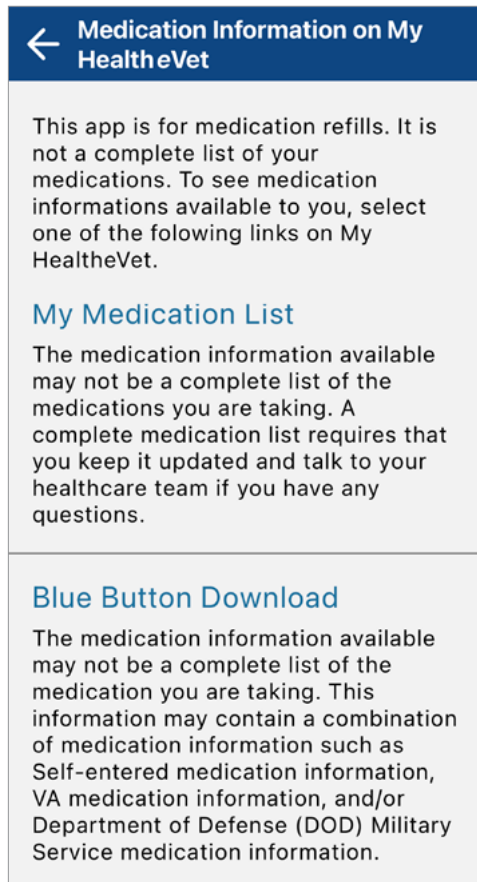 Medication Information on My
HealtheVet
This app is for medication refills. It is
not a complete list of your
medications. To see medication
informations available to you, select
one of the folowing links on My
HealtheVet.
My Medication List
The medication information available
may not be a complete list of the
medications you are taking. A
complete medication list requires that
you keep it updated and talk to your
healthcare team if you have any
questions.
Blue Button Download
The medication information available
may not be a complete list of the
medication you are taking. This
information may contain a combination
of medication information such as
Self-entered medication information,
VA medication information, and/or
Department of Defense (DOD) Military
Service medication information.